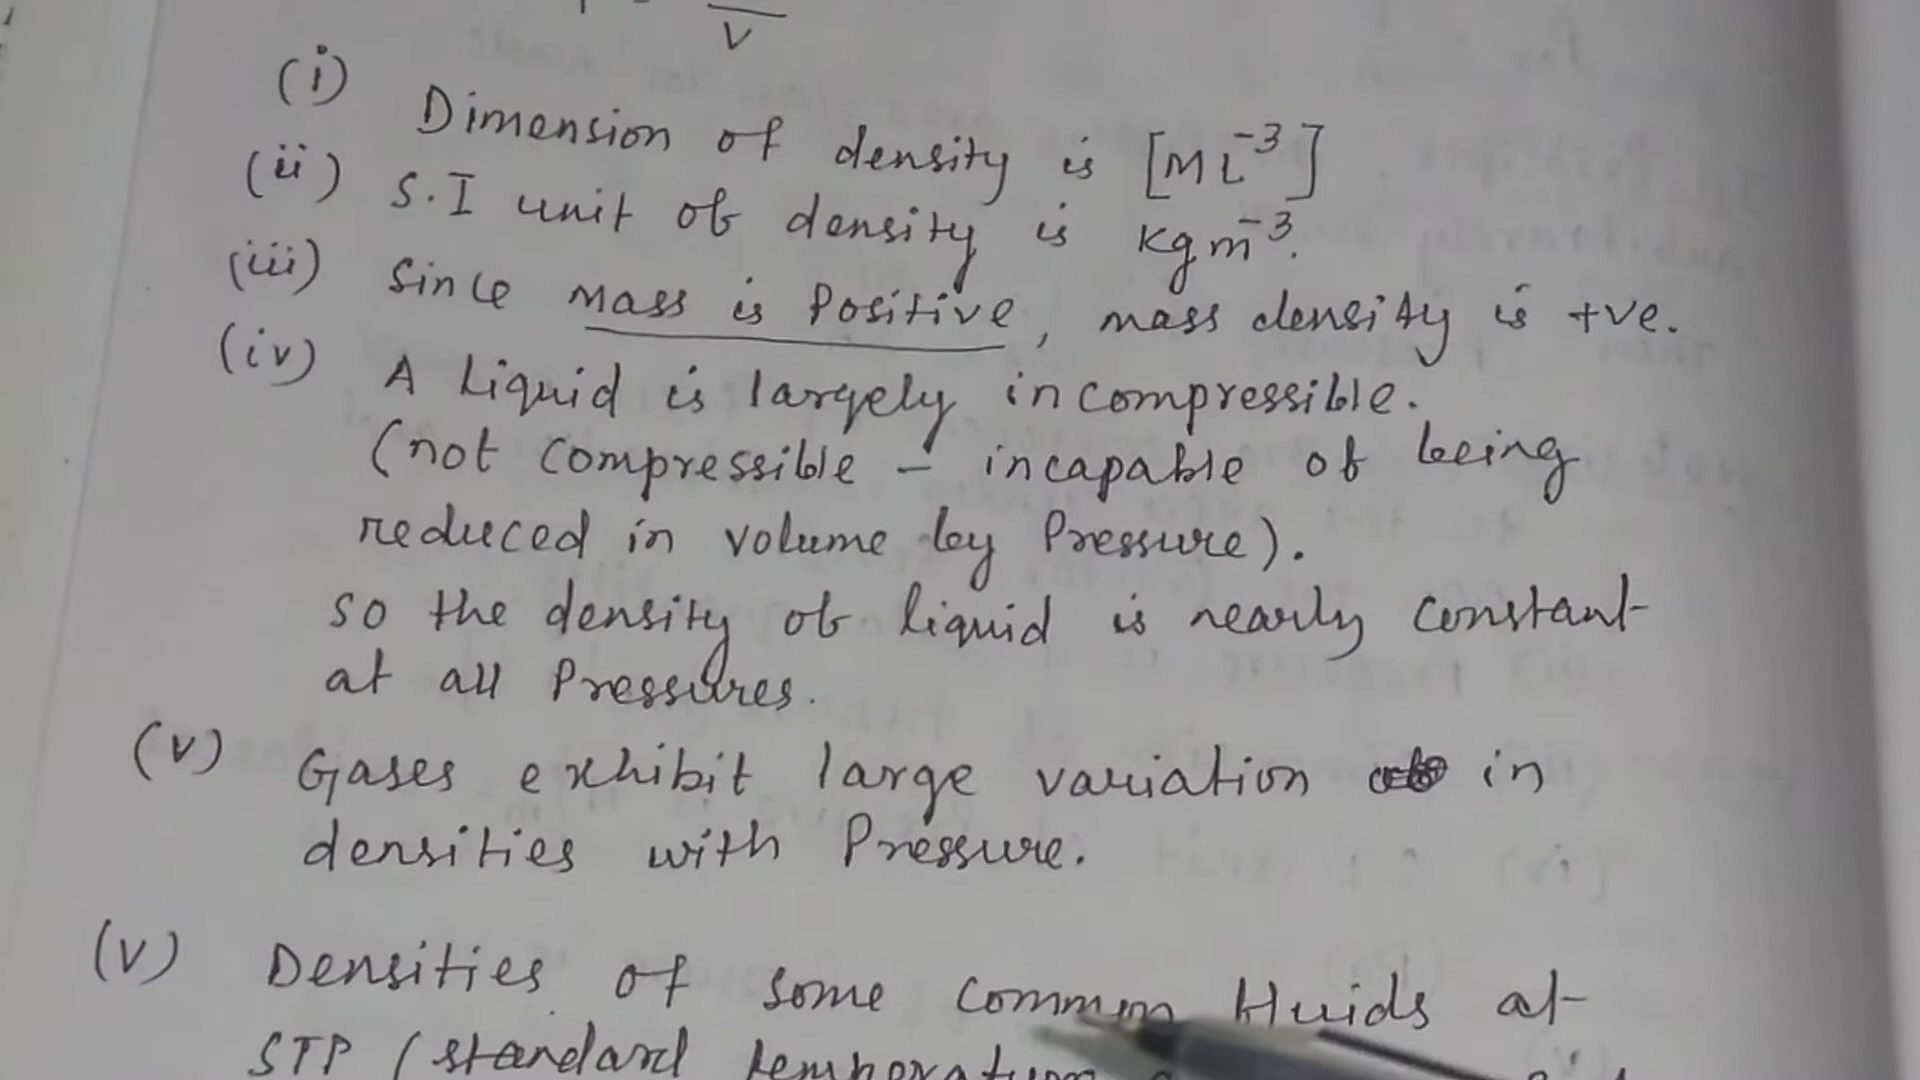 V
(i) Dimension of density is [ML⁻³]
(ii) S.I unit of density is kgm⁻³.
(iii) Since mass is Positive, mass density is +ve.
(iv) A Liquid is largely incompressible.
(not compressible – incapable of being
reduced in volume by Pressure).
so the density of liquid is nearly constant
at all Pressures.
(v) Gases exhibit large variation in
densities with Pressure.
(v) Densities of some common fluids at
STP (standard temperature